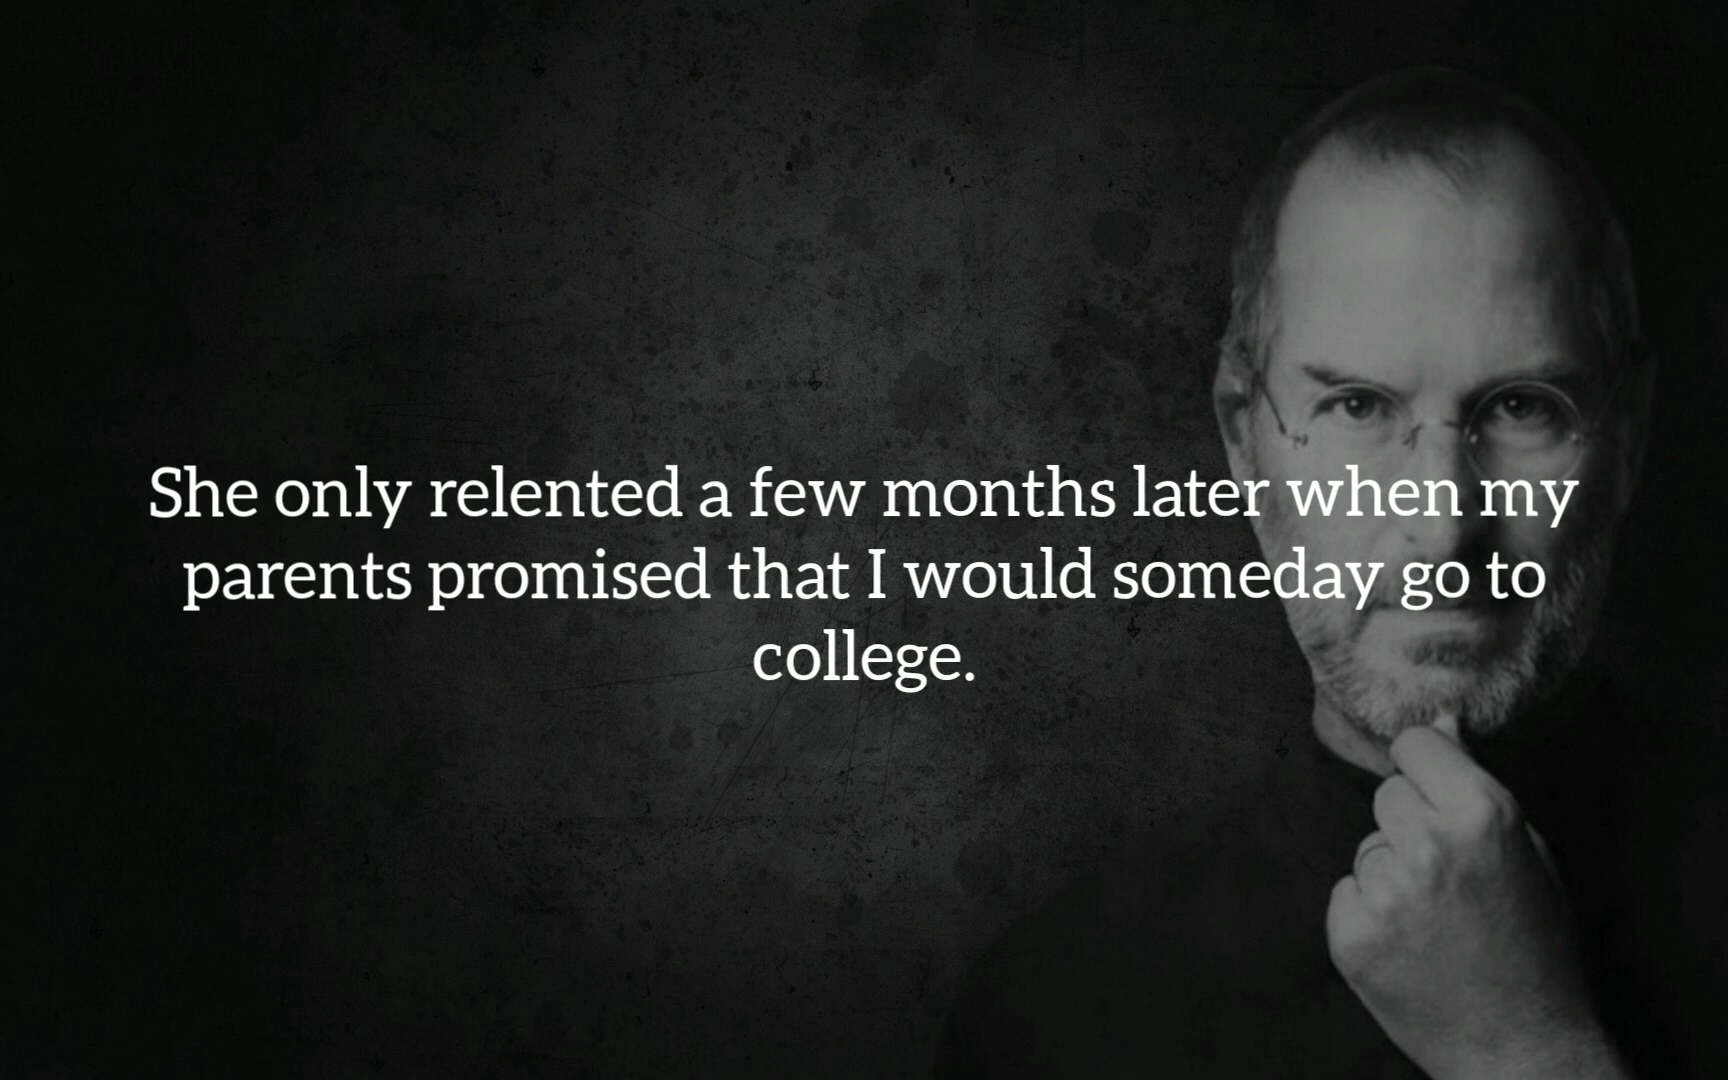 She only relented a few months later when my
parents promised that I would someday go to
college.